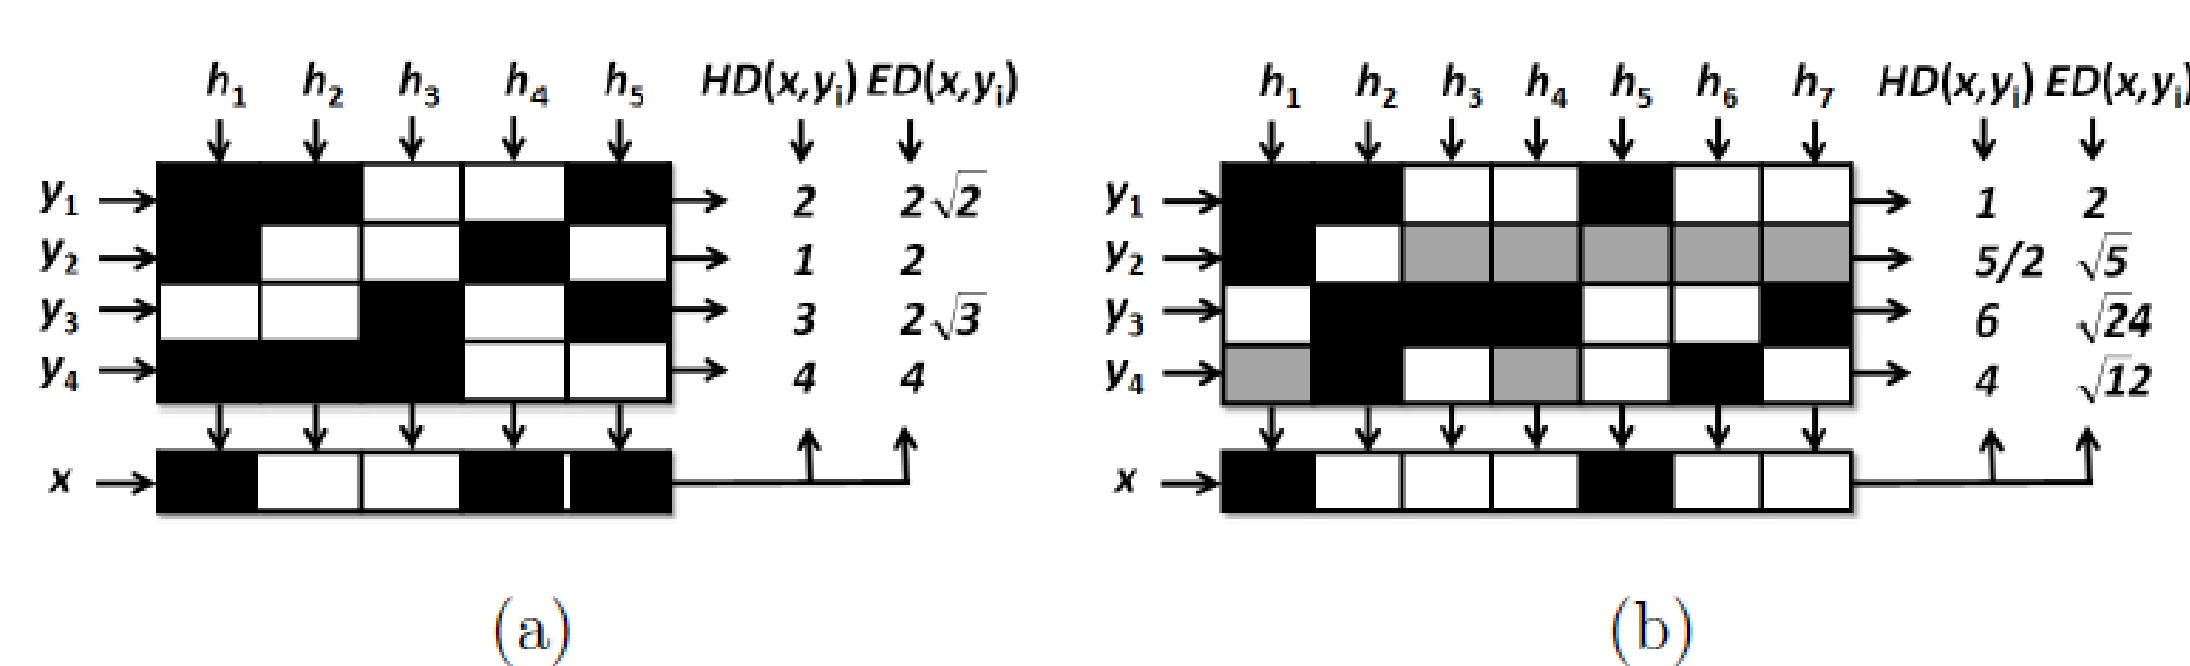 h1 h2 h3 h4 h5 HD(x,yi) ED(x,yi)
y1 2 2√2
y2 1 2
y3 3 2√3
y4 4 4
x
(a)
h1 h2 h3 h4 h5 h6 h7 HD(x,yi) ED(x,yi)
y1 1 2
y2 5/2 √5
y3 6 √24
y4 4 √12
x
(b)